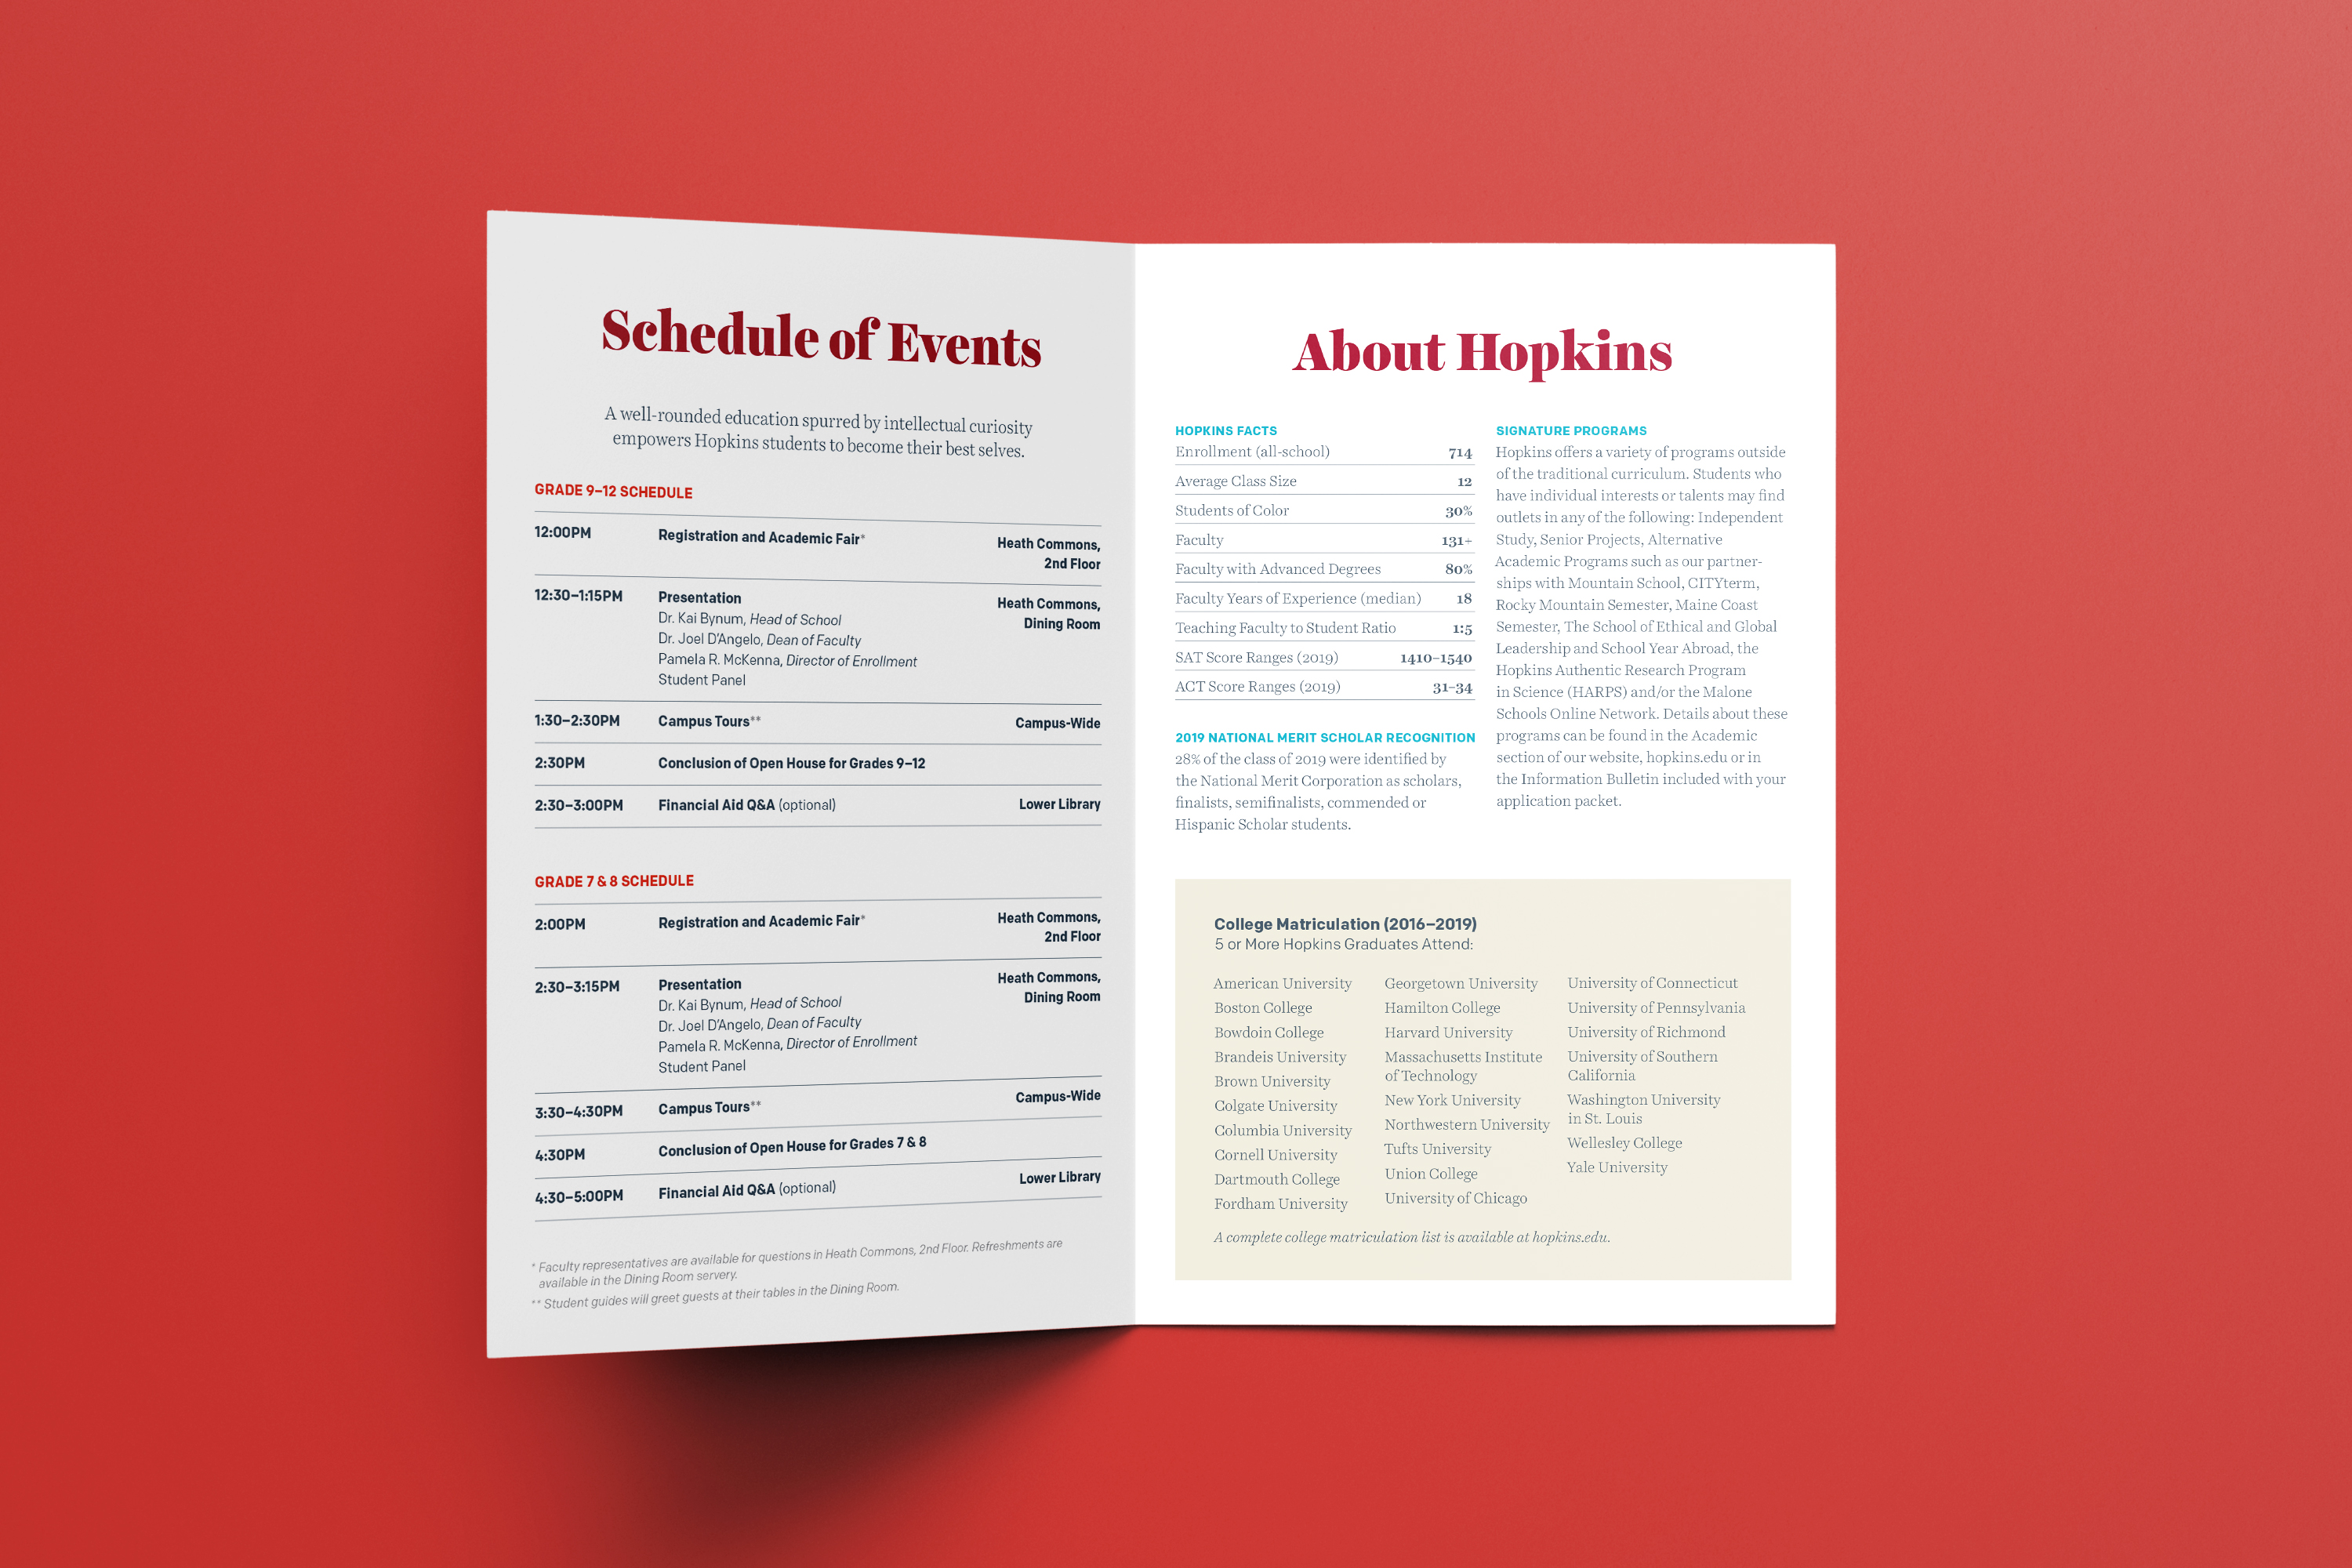 Schedule of Events
A well-rounded education spurred by intellectual curiosity
empowers Hopkins students to become their best selves.
GRADE 9–12 SCHEDULE
12:00PM Registration and Academic Fair* Heath Commons,
2nd Floor
12:30–1:15PM Presentation Heath Commons,
Dr. Kai Bynum, Head of School Dining Room
Dr. Joel D'Angelo, Dean of Faculty
Pamela R. McKenna, Director of Enrollment
Student Panel
1:30–2:30PM Campus Tours** Campus-Wide
2:30PM Conclusion of Open House for Grades 9–12
2:30–3:00PM Financial Aid Q&A (optional) Lower Library
GRADE 7 & 8 SCHEDULE
2:00PM Registration and Academic Fair* Heath Commons,
2nd Floor
2:30–3:15PM Presentation Heath Commons,
Dr. Kai Bynum, Head of School Dining Room
Dr. Joel D'Angelo, Dean of Faculty
Pamela R. McKenna, Director of Enrollment
Student Panel
3:30–4:30PM Campus Tours** Campus-Wide
4:30PM Conclusion of Open House for Grades 7 & 8
4:30–5:00PM Financial Aid Q&A (optional) Lower Library
* Faculty representatives are available for questions in Heath Commons, 2nd Floor. Refreshments are
available in the Dining Room servery.
** Student guides will greet guests at their tables in the Dining Room.
About Hopkins
HOPKINS FACTS
Enrollment (all-school) 714
Average Class Size 12
Students of Color 30%
Faculty 131+
Faculty with Advanced Degrees 80%
Faculty Years of Experience (median) 18
Teaching Faculty to Student Ratio 1:5
SAT Score Ranges (2019) 1410–1540
ACT Score Ranges (2019) 31–34
2019 NATIONAL MERIT SCHOLAR RECOGNITION
28% of the class of 2019 were identified by
the National Merit Corporation as scholars,
finalists, semifinalists, commended or
Hispanic Scholar students.
SIGNATURE PROGRAMS
Hopkins offers a variety of programs outside
of the traditional curriculum. Students who
have individual interests or talents may find
outlets in any of the following: Independent
Study, Senior Projects, Alternative
Academic Programs such as our partner-
ships with Mountain School, CITYterm,
Rocky Mountain Semester, Maine Coast
Semester, The School of Ethical and Global
Leadership and School Year Abroad, the
Hopkins Authentic Research Program
in Science (HARPS) and/or the Malone
Schools Online Network. Details about these
programs can be found in the Academic
section of our website, hopkins.edu or in
the Information Bulletin included with your
application packet.
College Matriculation (2016–2019)
5 or More Hopkins Graduates Attend:
American University
Boston College
Bowdoin College
Brandeis University
Brown University
Colgate University
Columbia University
Cornell University
Dartmouth College
Fordham University
Georgetown University
Hamilton College
Harvard University
Massachusetts Institute
of Technology
New York University
Northwestern University
Tufts University
Union College
University of Chicago
University of Connecticut
University of Pennsylvania
University of Richmond
University of Southern
California
Washington University
in St. Louis
Wellesley College
Yale University
A complete college matriculation list is available at hopkins.edu.